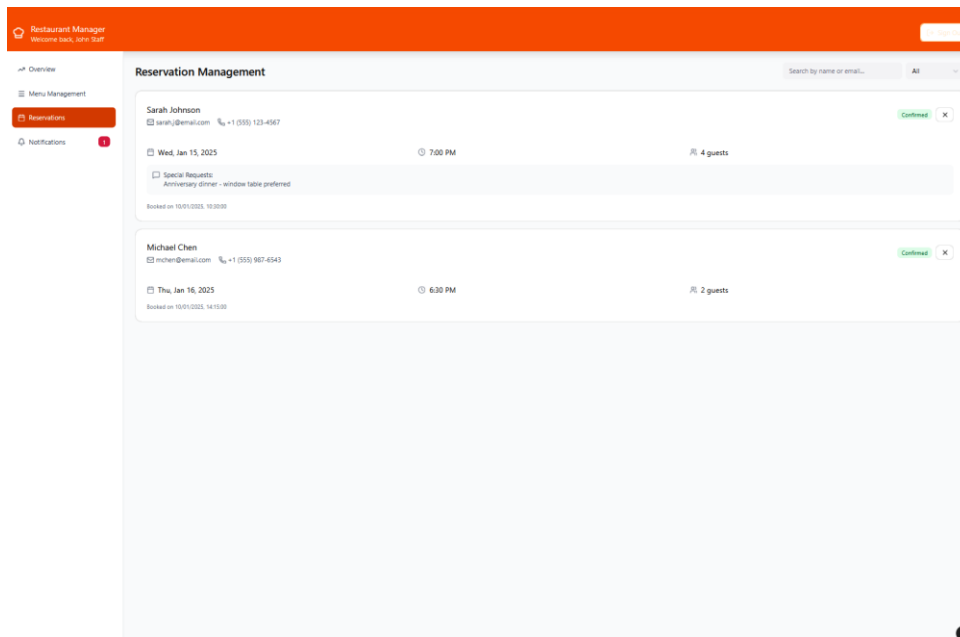 Restaurant Manager
Welcome back, John Staff
Overview
Menu Management
Reservations
Notifications
1
Reservation Management
Search by name or email...
All
Sarah Johnson
sarah.j@email.com +1 (555) 123-4567
Confirmed
Wed, Jan 15, 2025 7:00 PM 4 guests
Special Requests:
Anniversary dinner - window table preferred
Booked on 10/01/2025, 10:30:00
Michael Chen
mchen@email.com +1 (555) 987-6543
Confirmed
Thu, Jan 16, 2025 6:30 PM 2 guests
Booked on 10/01/2025, 14:15:00